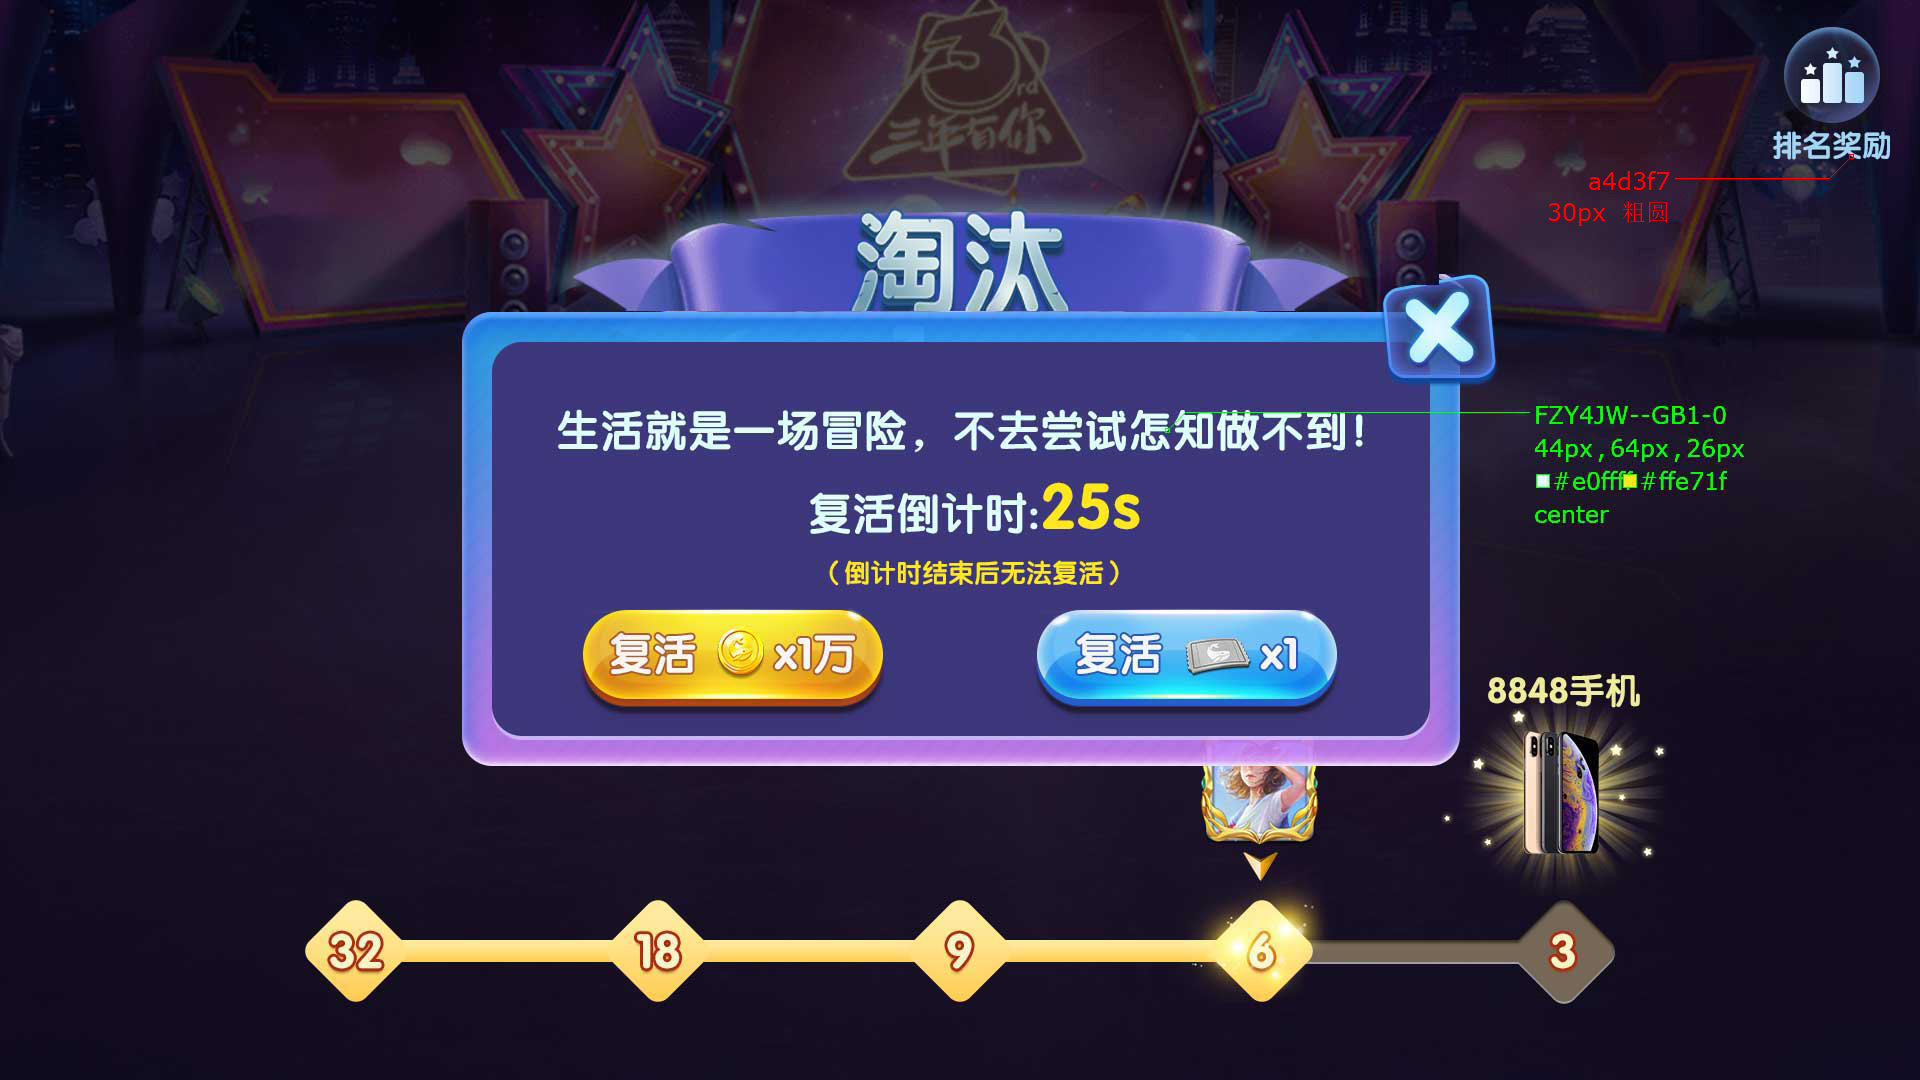 3rd
三年有你
排名奖励
a4d3f7
30px 粗圆
淘汰
生活就是一场冒险，不去尝试怎知做不到！
FZY4JW--GB1-0
44px , 64px , 26px
#e0ffff #ffe71f
center
复活倒计时:25s
（倒计时结束后无法复活）
复活 x1万
复活 x1
8848手机
32 18 9 6 3